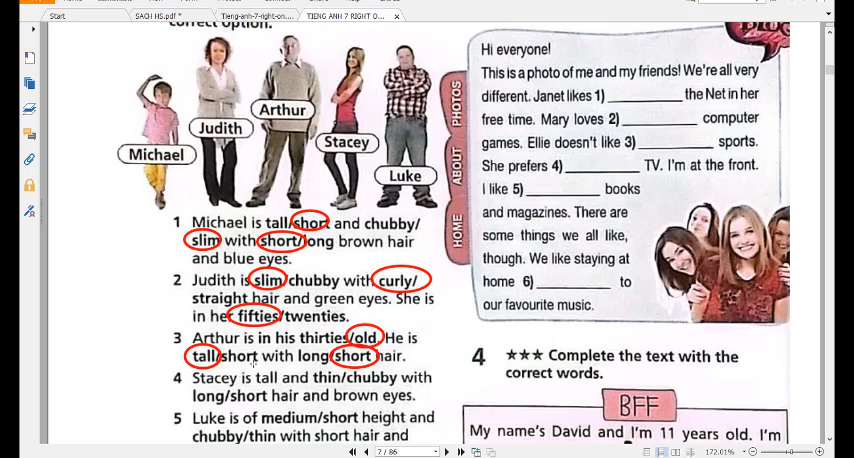 Start
SACH HS.pdf *
Tieng-anh-7-right-on....
TIENG ANH 7 RIGHT O...
correct option.
Michael
Judith
Arthur
Stacey
Luke
1 Michael is tall/short and chubby/
slim with short/long brown hair
and blue eyes.
2 Judith is slim/chubby with curly/
straight hair and green eyes. She is
in her fifties/twenties.
3 Arthur is in his thirties/old. He is
tall/short with long/short hair.
4 Stacey is tall and thin/chubby with
long/short hair and brown eyes.
5 Luke is of medium/short height and
chubby/thin with short hair and
HOME ABOUT PHOTOS
Hi everyone!
This is a photo of me and my friends! We're all very
different. Janet likes 1) __________ the Net in her
free time. Mary loves 2) __________ computer
games. Ellie doesn't like 3) __________ sports.
She prefers 4) __________ TV. I'm at the front.
I like 5) __________ books
and magazines. There are
some things we all like,
though. We like staying at
home 6) __________ to
our favourite music.
4 ★★★ Complete the text with the
correct words.
BFF
My name's David and I'm 11 years old. I'm
7 / 86
172.01%